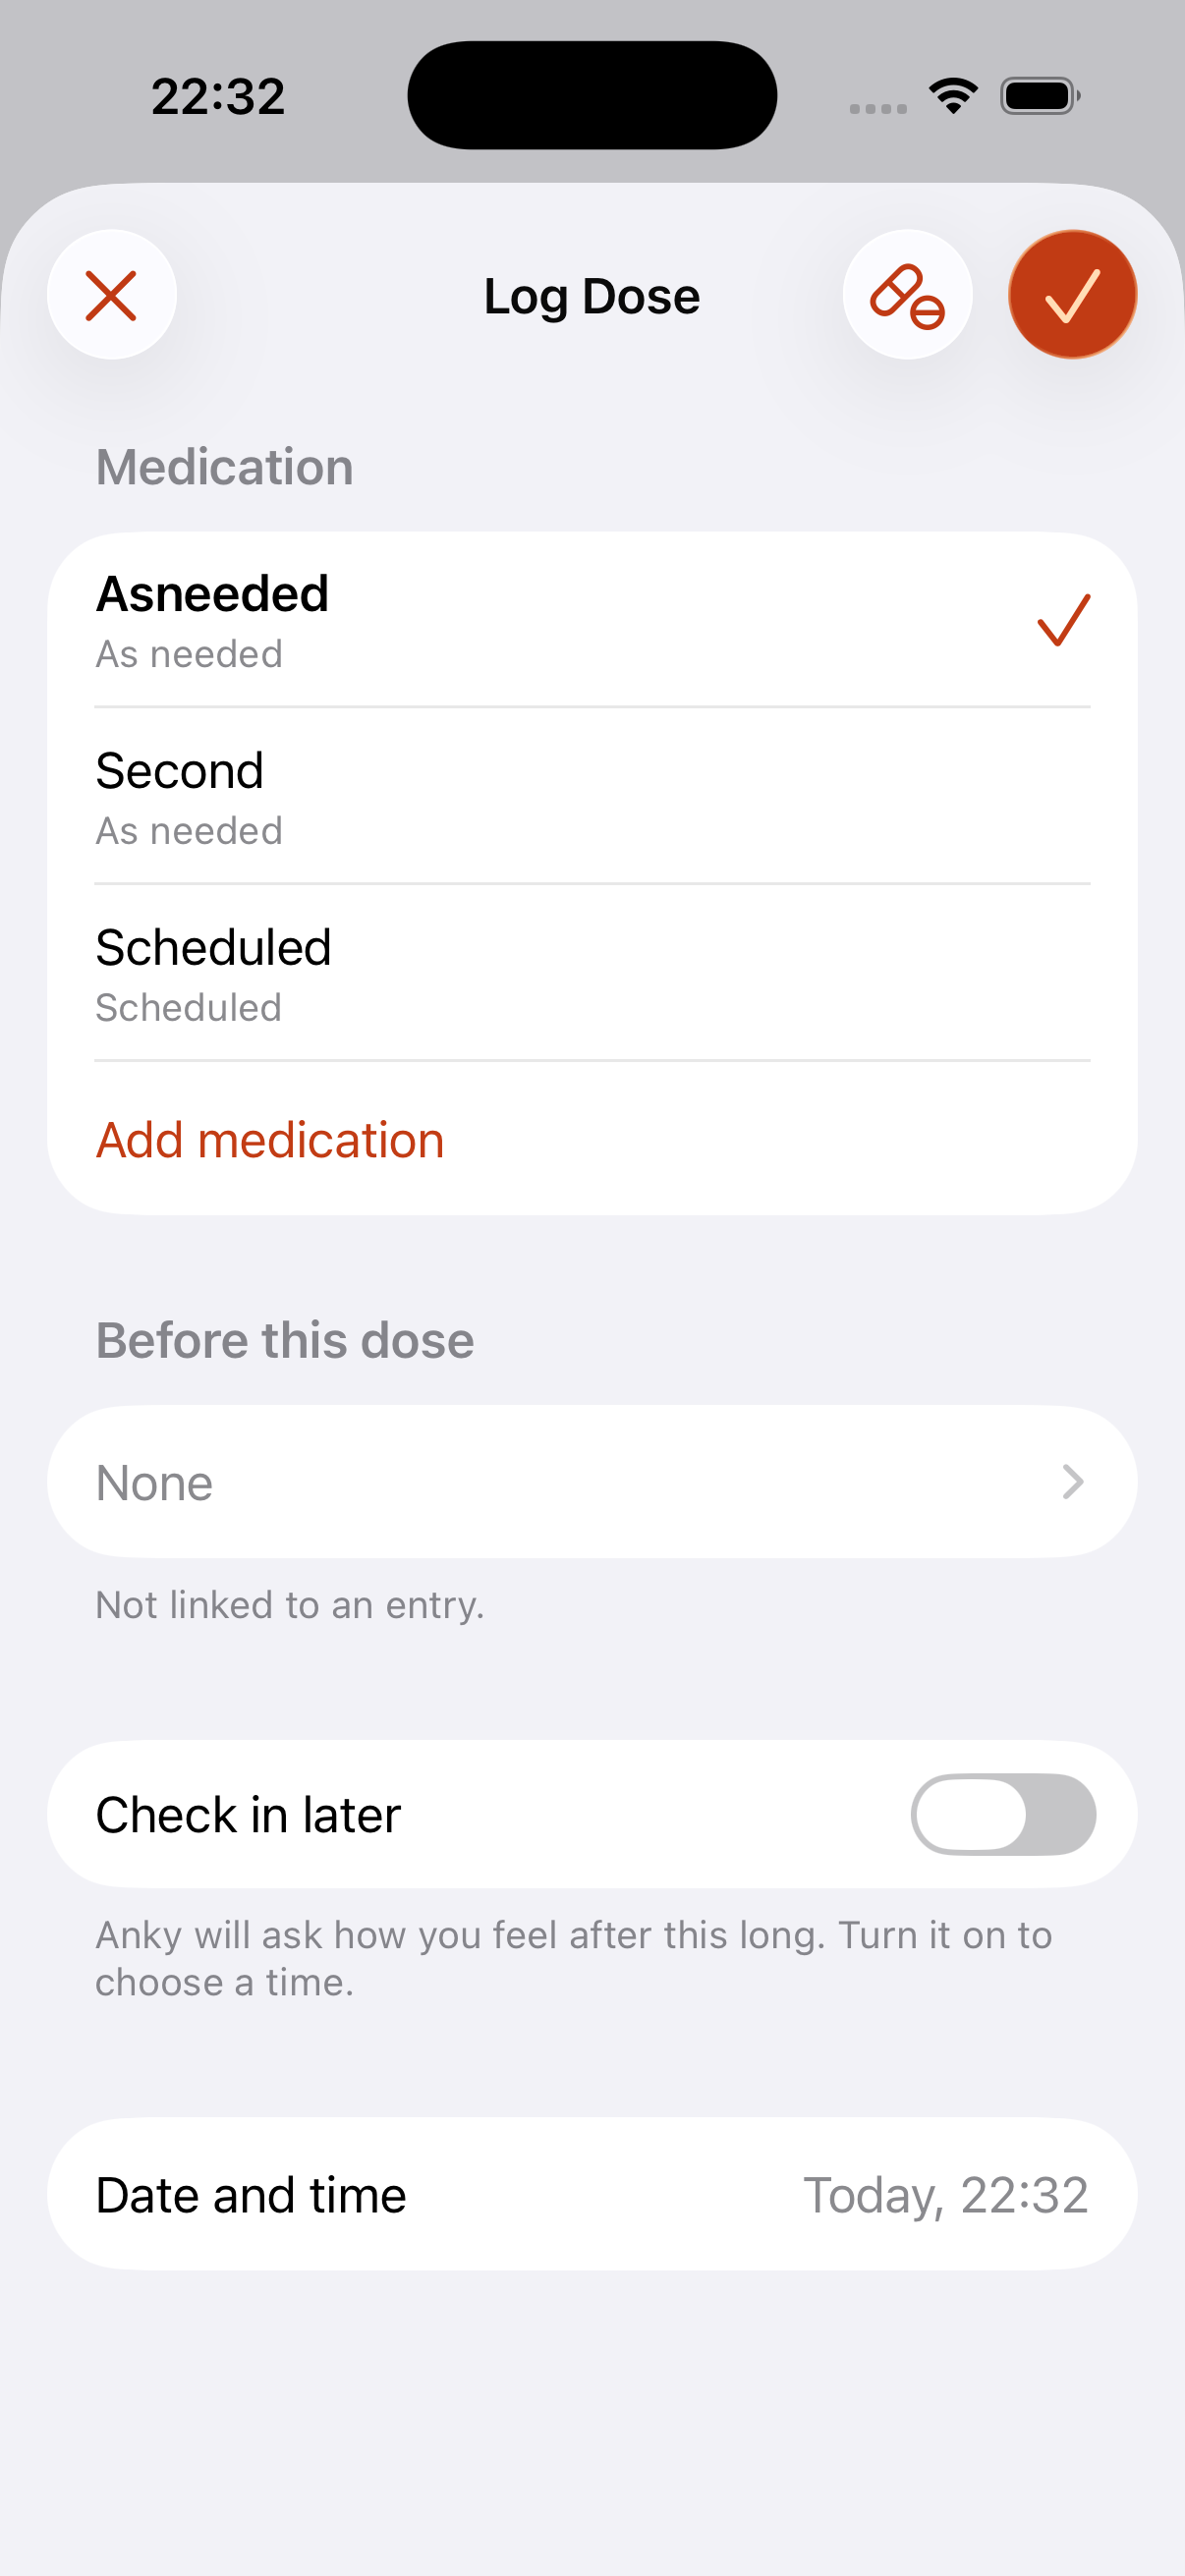 22:32
Log Dose
Medication
Asneeded
As needed
Second
As needed
Scheduled
Scheduled
Add medication
Before this dose
None
Not linked to an entry.
Check in later
Anky will ask how you feel after this long. Turn it on to
choose a time.
Date and time
Today, 22:32